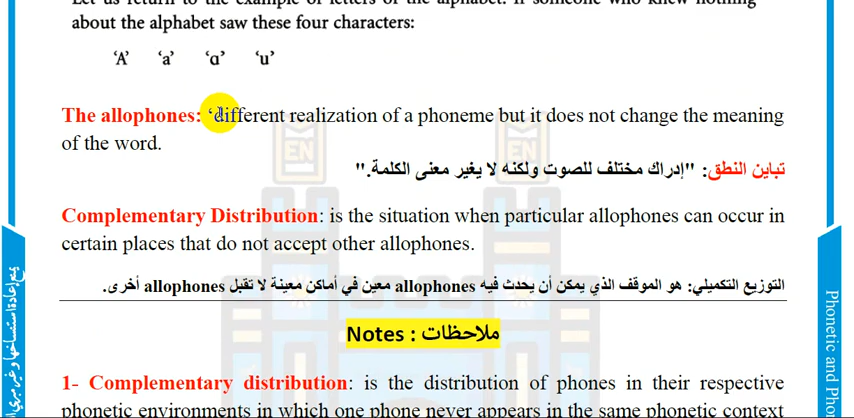 Let us return to the example of letters of the alphabet. If someone who knew nothing
about the alphabet saw these four characters:
‘A’ ‘a’ ‘ɑ’ ‘u’
The allophones: ‘different realization of a phoneme but it does not change the meaning
of the word.
تباين النطق: "إدراك مختلف للصوت ولكنه لا يغير معنى الكلمة."
Complementary Distribution: is the situation when particular allophones can occur in
certain places that do not accept other allophones.
التوزيع التكميلي: هو الموقف الذي يمكن أن يحدث فيه allophones معين في أماكن معينة لا تقبل allophones أخرى.
ملاحظات : Notes
1- Complementary distribution: is the distribution of phones in their respective
phonetic environments in which one phone never appears in the same phonetic context
EN
EN
Phonetic and Pho